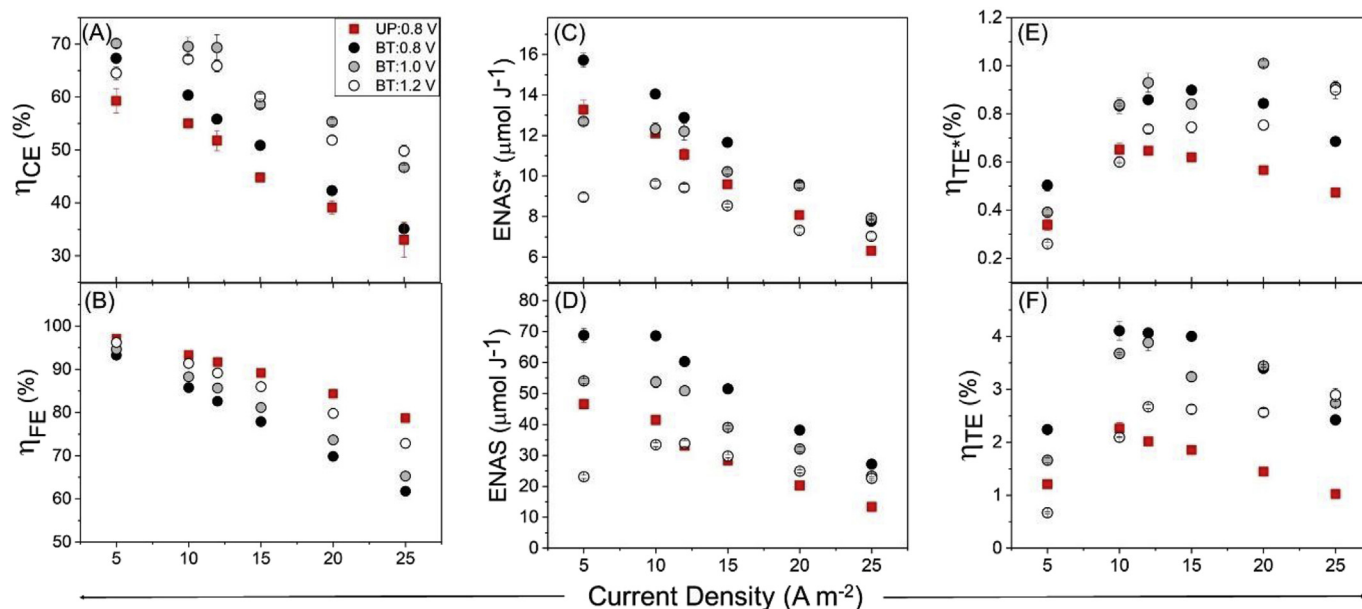 (A)
UP:0.8 V
BT:0.8 V
BT:1.0 V
BT:1.2 V
70
60
50
40
30
ηCE (%)
(B)
100
90
80
70
60
50
ηFE (%)
5 10 15 20 25
(C)
16
14
12
10
8
6
ENAS* (μmol J-1)
(D)
80
70
60
50
40
30
20
10
0
ENAS (μmol J-1)
5 10 15 20 25
(E)
1.2
1.0
0.8
0.6
0.4
0.2
ηTE* (%)
(F)
4
3
2
1
0
ηTE (%)
5 10 15 20 25
Current Density (A m-2)